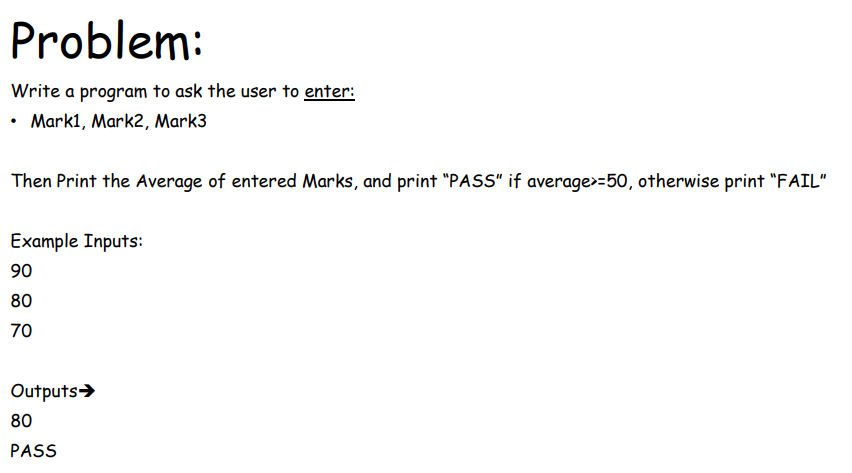 Problem:
Write a program to ask the user to enter:
• Mark1, Mark2, Mark3
Then Print the Average of entered Marks, and print “PASS” if average>=50, otherwise print “FAIL”
Example Inputs:
90
80
70
Outputs➔
80
PASS